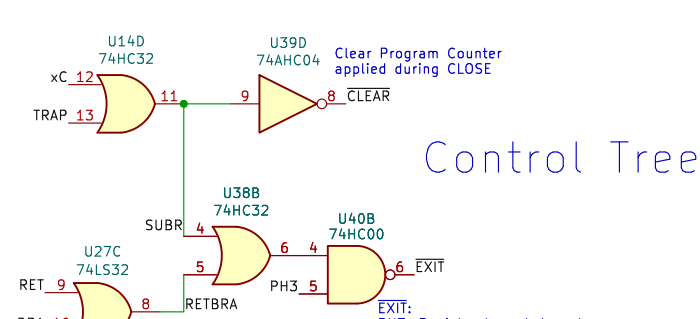 U14D
74HC32
xC 12
11
TRAP 13
U39D
74AHC04
9
8
CLEAR
Clear Program Counter
applied during CLOSE
Control Tree
SUBR 4
5
U38B
74HC32
6
U40B
74HC00
4
PH3 5
6
EXIT
U27C
74LS32
RET 9
8
RETBRA
EXIT: